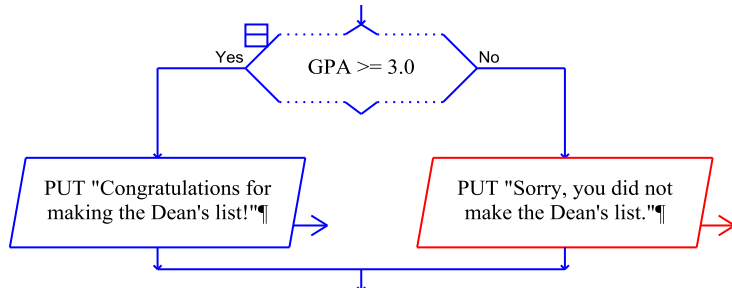 Yes
GPA >= 3.0
No
PUT "Congratulations for
making the Dean's list!"¶
PUT "Sorry, you did not
make the Dean's list."¶